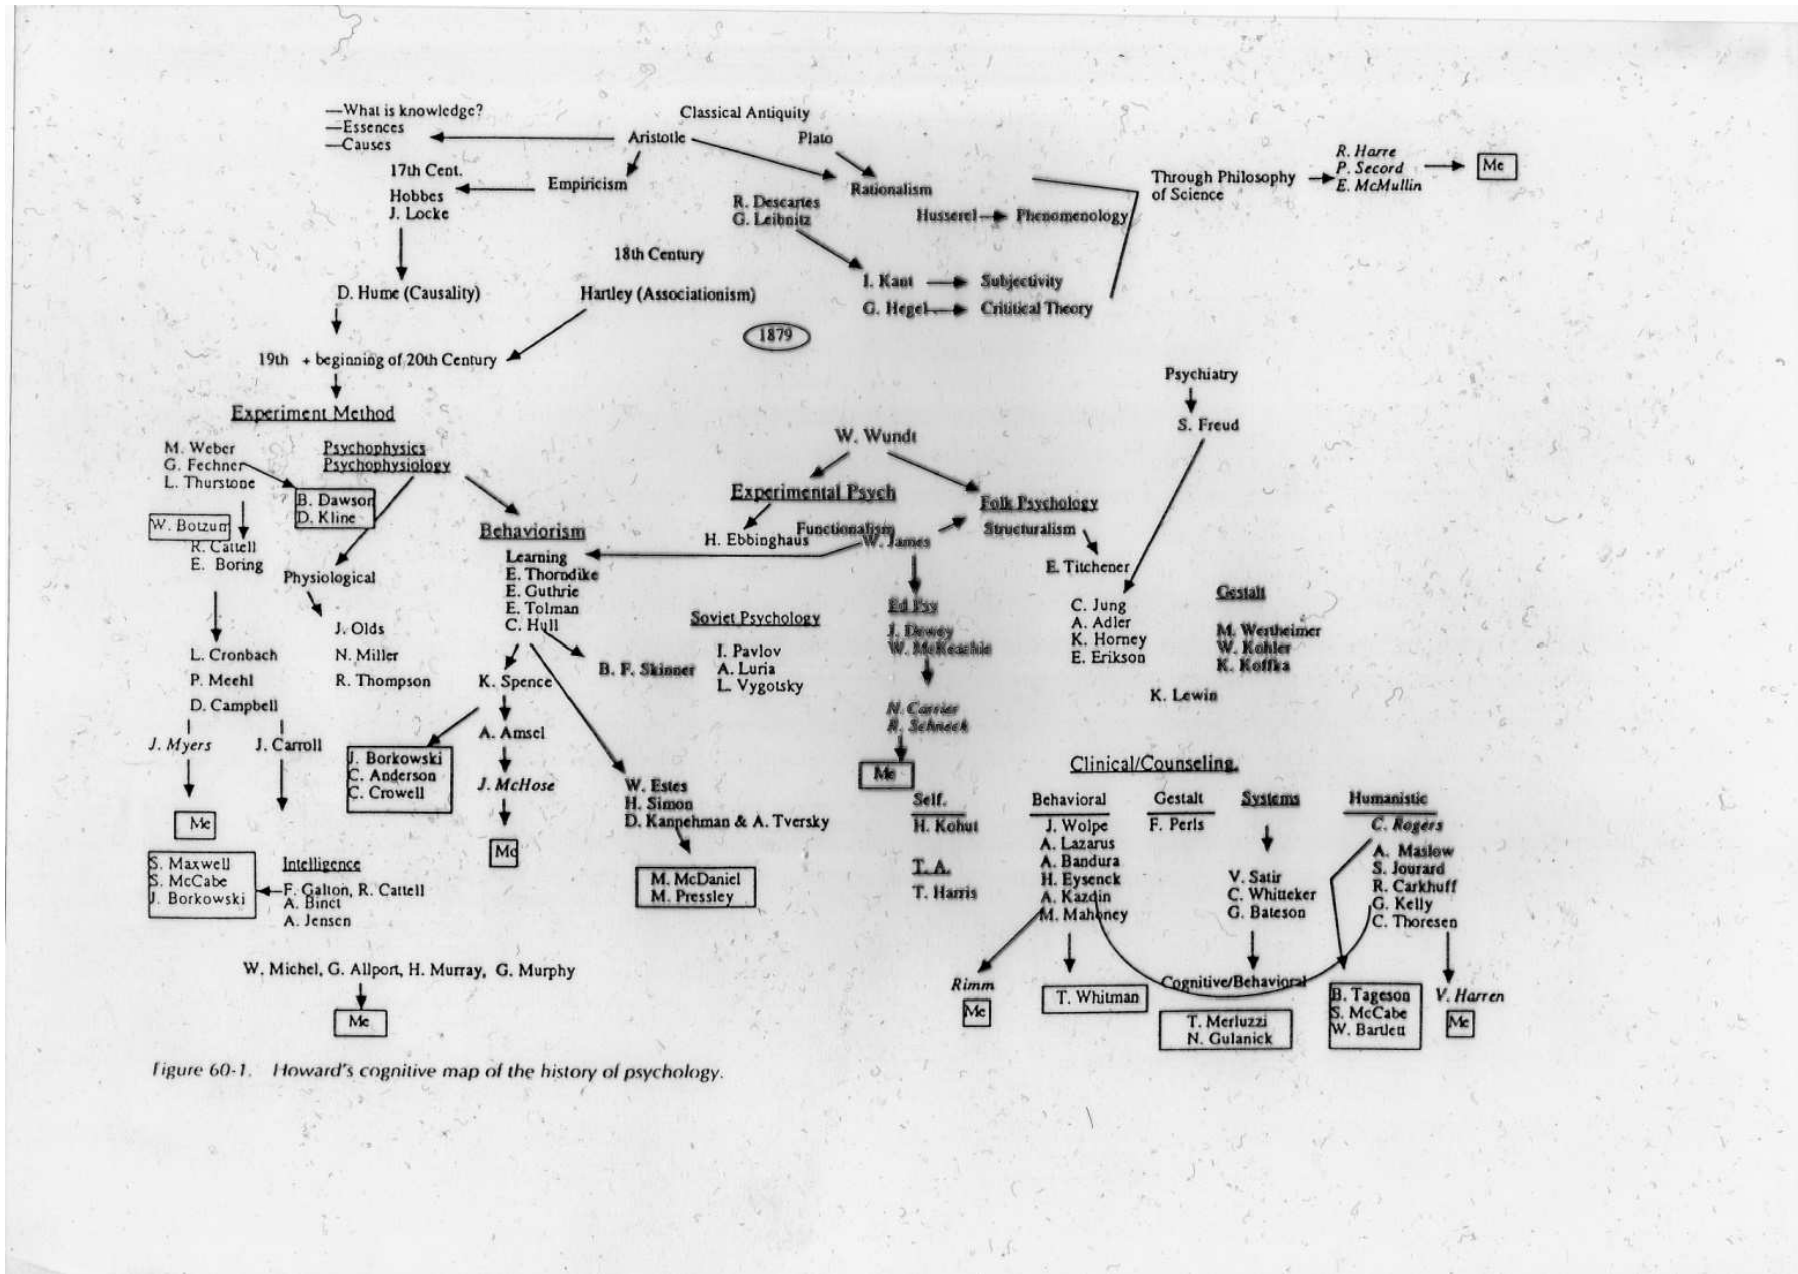 Classical Antiquity
—What is knowledge?
—Essences
—Causes
Aristotle
Plato
17th Cent.
Hobbes
J. Locke
Empiricism
Rationalism
R. Descartes
G. Leibnitz
Husserel
Phenomenology
Through Philosophy
of Science
R. Harre
P. Secord
E. McMullin
Me
18th Century
D. Hume (Causality)
Hartley (Associationism)
I. Kant
Subjectivity
G. Hegel
Crititical Theory
1879
19th + beginning of 20th Century
Experiment Method
M. Weber
G. Fechner
L. Thurstone
Psychophysics
Psychophysiology
B. Dawson
D. Kline
W. Botzum
R. Cattell
E. Boring
Physiological
J. Olds
N. Miller
R. Thompson
L. Cronbach
P. Meehl
D. Campbell
J. Myers
J. Carroll
Me
Behaviorism
Learning
E. Thorndike
E. Guthrie
E. Tolman
C. Hull
K. Spence
A. Amsel
J. McHose
Me
J. Borkowski
C. Anderson
C. Crowell
B. F. Skinner
W. Estes
H. Simon
D. Kannehman & A. Tversky
M. McDaniel
M. Pressley
Soviet Psychology
I. Pavlov
A. Luria
L. Vygotsky
W. Wundt
Experimental Psych
H. Ebbinghaus
Functionalism
W. James
Folk Psychology
Structuralism
E. Titchener
Ed Psy
J. Dewey
W. McKeachie
N. Carrier
R. Schneck
Me
Psychiatry
S. Freud
C. Jung
A. Adler
K. Horney
E. Erikson
Gestalt
M. Wertheimer
W. Kohler
K. Koffka
K. Lewin
S. Maxwell
S. McCabe
J. Borkowski
Intelligence
F. Galton, R. Cattell
A. Binet
A. Jensen
W. Michel, G. Allport, H. Murray, G. Murphy
Me
Clinical/Counseling
Self.
H. Kohut
T. A.
T. Harris
Behavioral
J. Wolpe
A. Lazarus
A. Bandura
H. Eysenck
A. Kazdin
M. Mahoney
Gestalt
F. Perls
Systems
V. Satir
C. Whitteker
G. Bateson
Humanistic
C. Rogers
A. Maslow
S. Jourard
R. Carkhuff
G. Kelly
C. Thoresen
Rimm
Me
T. Whitman
Cognitive/Behavioral
T. Merluzzi
N. Gulanick
B. Tageson
S. McCabe
W. Bartlett
V. Harren
Me
Figure 60-1. Howard's cognitive map of the history of psychology.